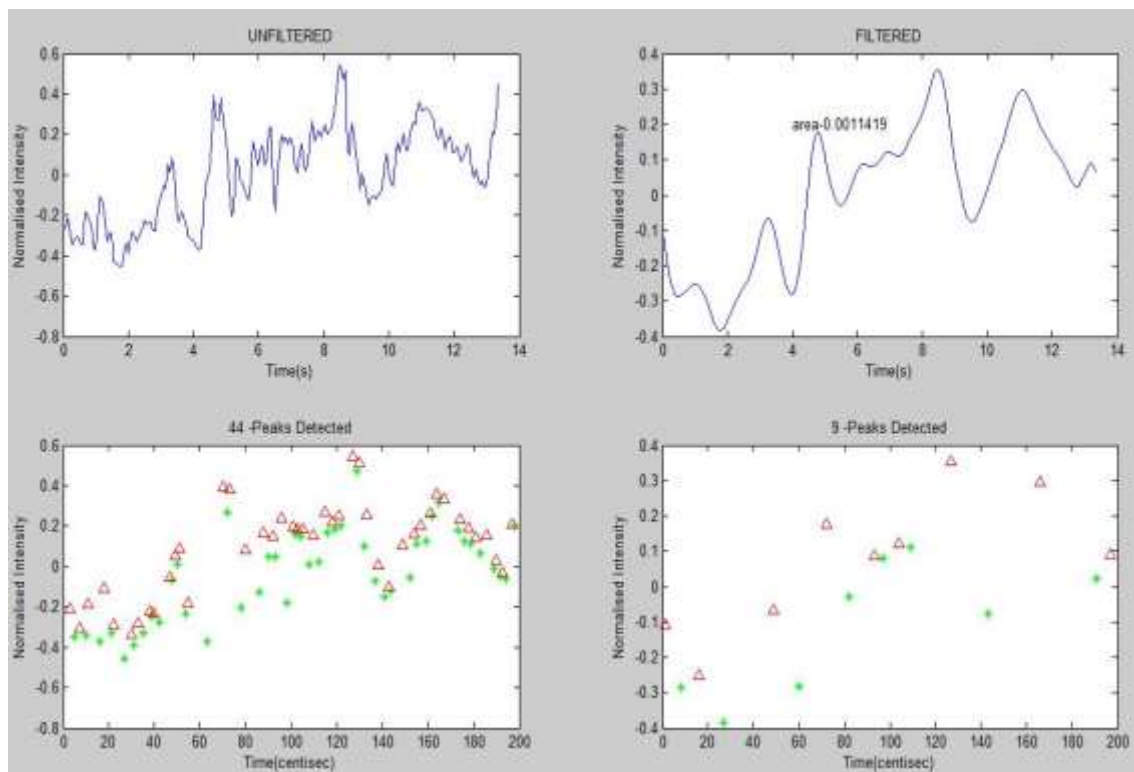 UNFILTERED
0.6
0.4
0.2
0
-0.2
-0.4
-0.6
-0.8
Normalised Intensity
0 2 4 6 8 10 12 14
Time(s)
FILTERED
0.4
0.3
0.2
0.1
0
-0.1
-0.2
-0.3
-0.4
Normalised Intensity
area-0.0011419
0 2 4 6 8 10 12 14
Time(s)
44 -Peaks Detected
0.6
0.4
0.2
0
-0.2
-0.4
-0.6
-0.8
Normalised Intensity
0 20 40 60 80 100 120 140 160 180 200
Time(centisec)
9 -Peaks Detected
0.4
0.3
0.2
0.1
0
-0.1
-0.2
-0.3
-0.4
Normalised Intensity
0 20 40 60 80 100 120 140 160 180 200
Time(centisec)